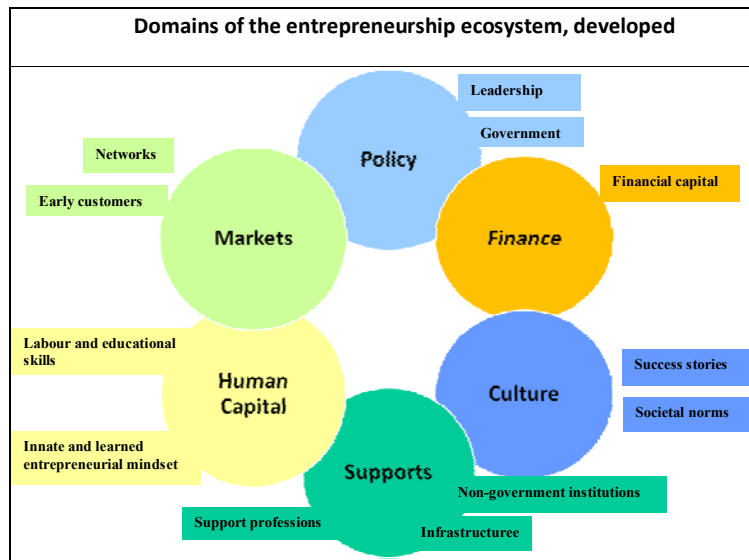 Domains of the entrepreneurship ecosystem, developed
Leadership
Government
Policy
Networks
Early customers
Markets
Financial capital
Finance
Labour and educational
skills
Human
Capital
Innate and learned
entrepreneurial mindset
Culture
Success stories
Societal norms
Supports
Non-government institutions
Support professions
Infrastructuree